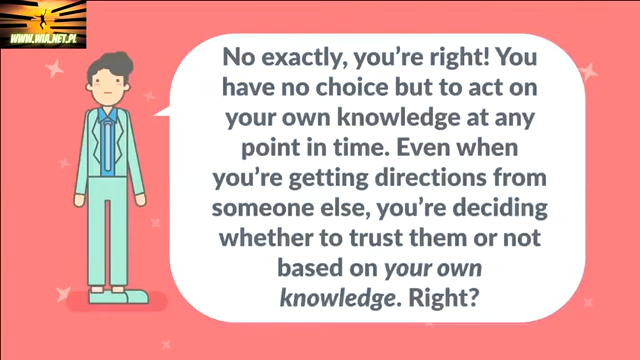 WWW.WIA.NET.PL
No exactly, you're right! You
have no choice but to act on
your own knowledge at any
point in time. Even when
you're getting directions from
someone else, you're deciding
whether to trust them or not
based on your own
knowledge. Right?